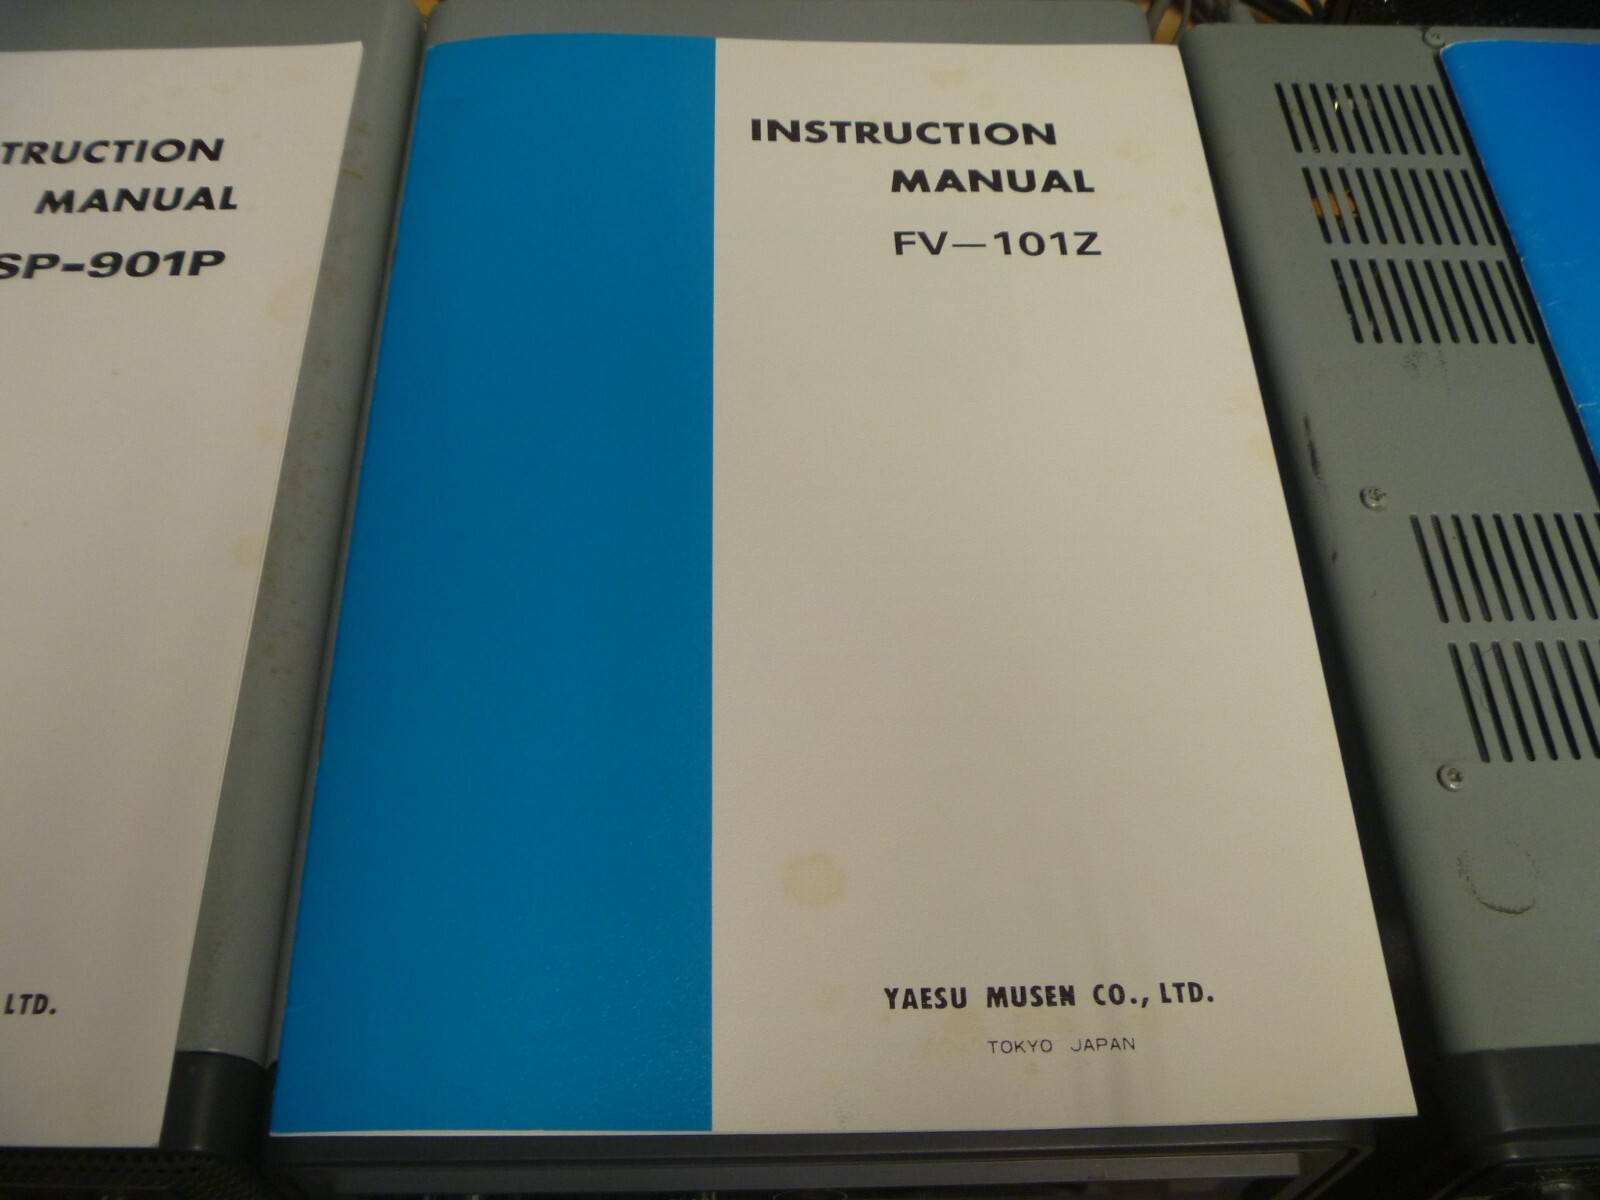 TRUCTION
MANUAL
SP-901P
LTD.
INSTRUCTION
MANUAL
FV—101Z
YAESU MUSEN CO., LTD.
TOKYO JAPAN